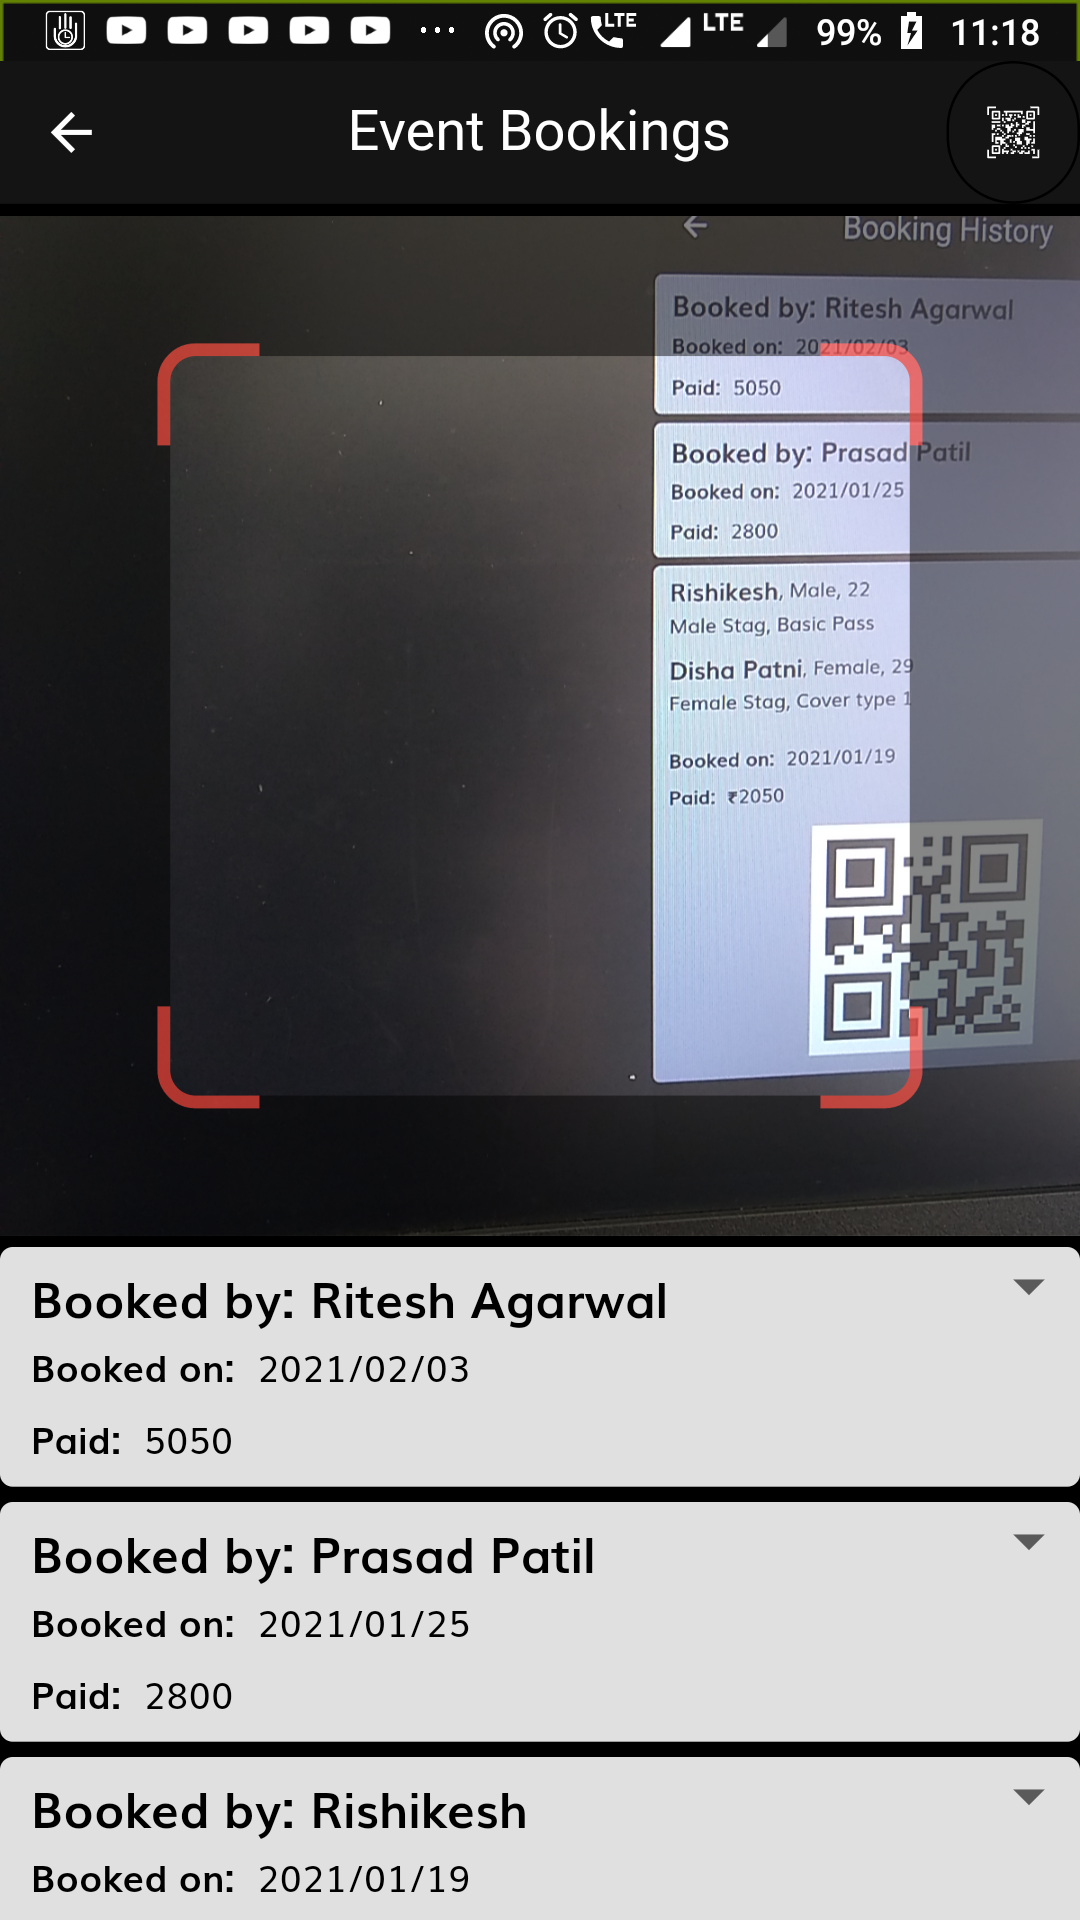 LTE LTE 99% 11:18
Event Bookings
Booking History
Booked by: Ritesh Agarwal
Booked on: 2021/02/03
Paid: 5050
Booked by: Prasad Patil
Booked on: 2021/01/25
Paid: 2800
Rishikesh, Male, 22
Male Stag, Basic Pass
Disha Patni, Female, 29
Female Stag, Cover type 1
Booked on: 2021/01/19
Paid: ₹2050
Booked by: Ritesh Agarwal
Booked on: 2021/02/03
Paid: 5050
Booked by: Prasad Patil
Booked on: 2021/01/25
Paid: 2800
Booked by: Rishikesh
Booked on: 2021/01/19